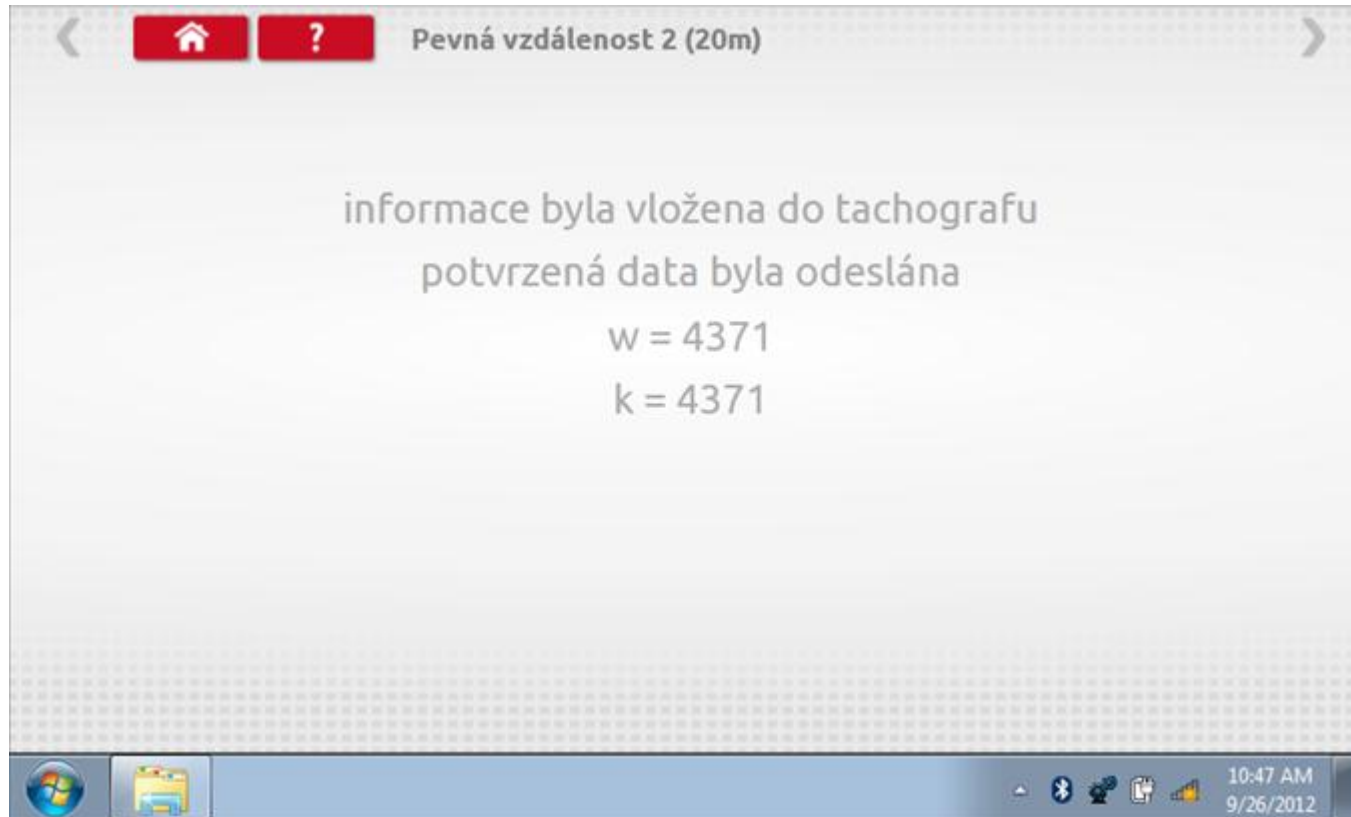 ? Pevná vzdálenost 2 (20m)
informace byla vložena do tachografu
potvrzená data byla odeslána
w = 4371
k = 4371
10:47 AM
9/26/2012